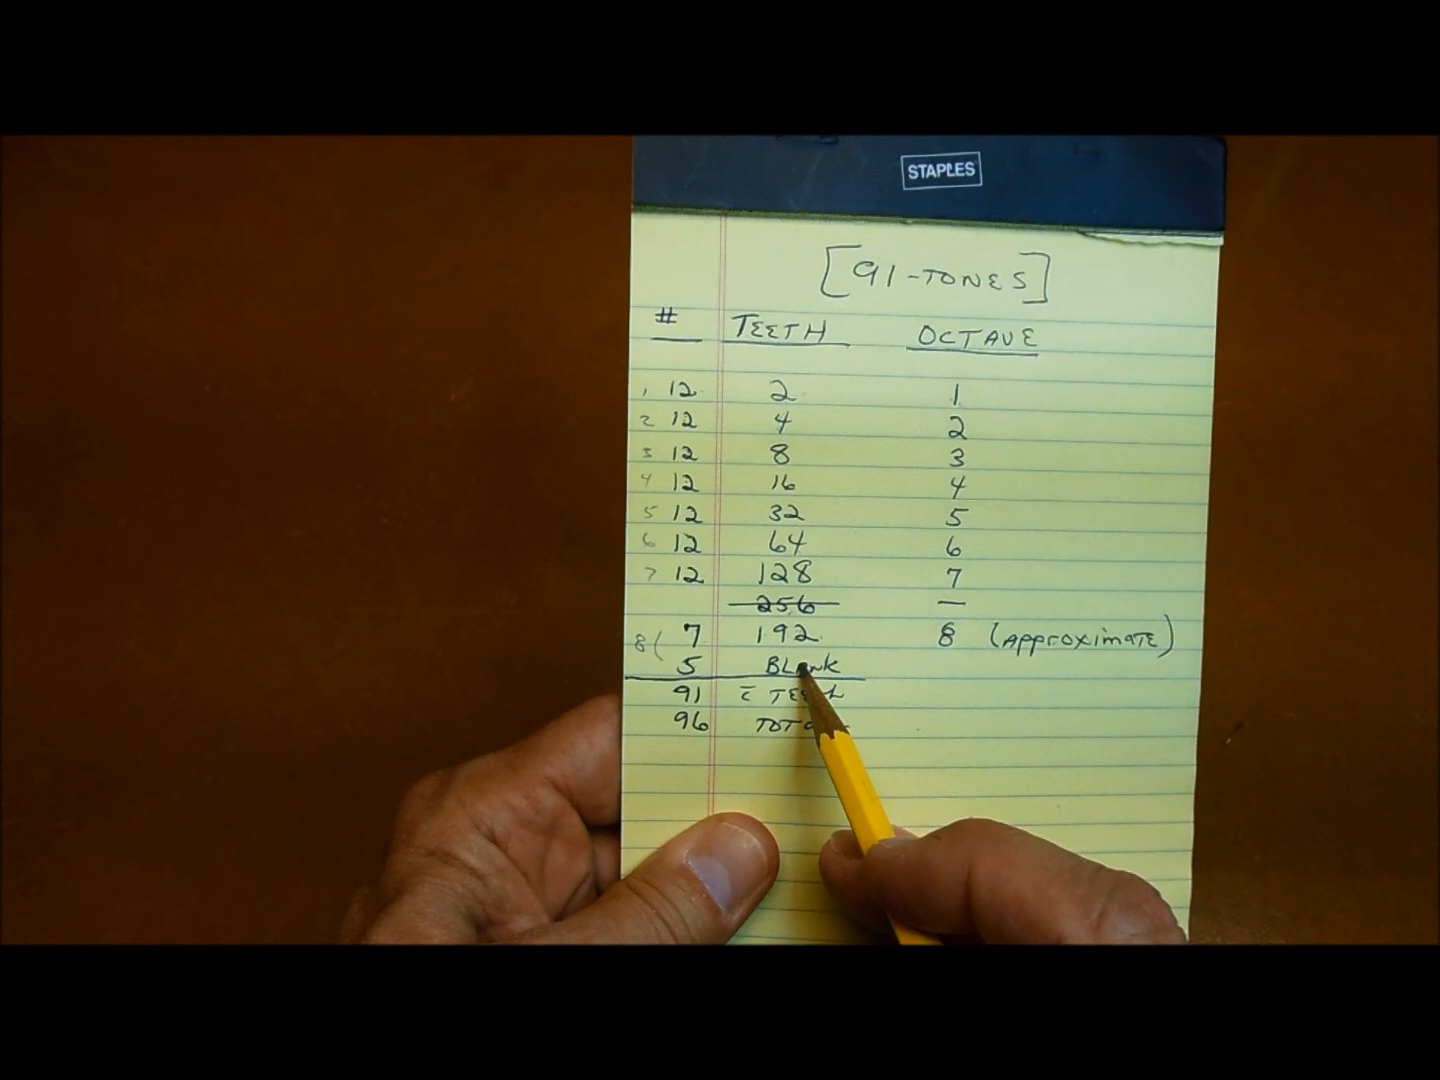 STAPLES
[91-TONES]
# TEETH OCTAVE
1 12 2 1
2 12 4 2
3 12 8 3
4 12 16 4
5 12 32 5
6 12 64 6
7 12 128 7
256 —
8( 7 192 8 (APPROXIMATE)
5 BLANK
91 c̄ TEETH
96 TOTAL